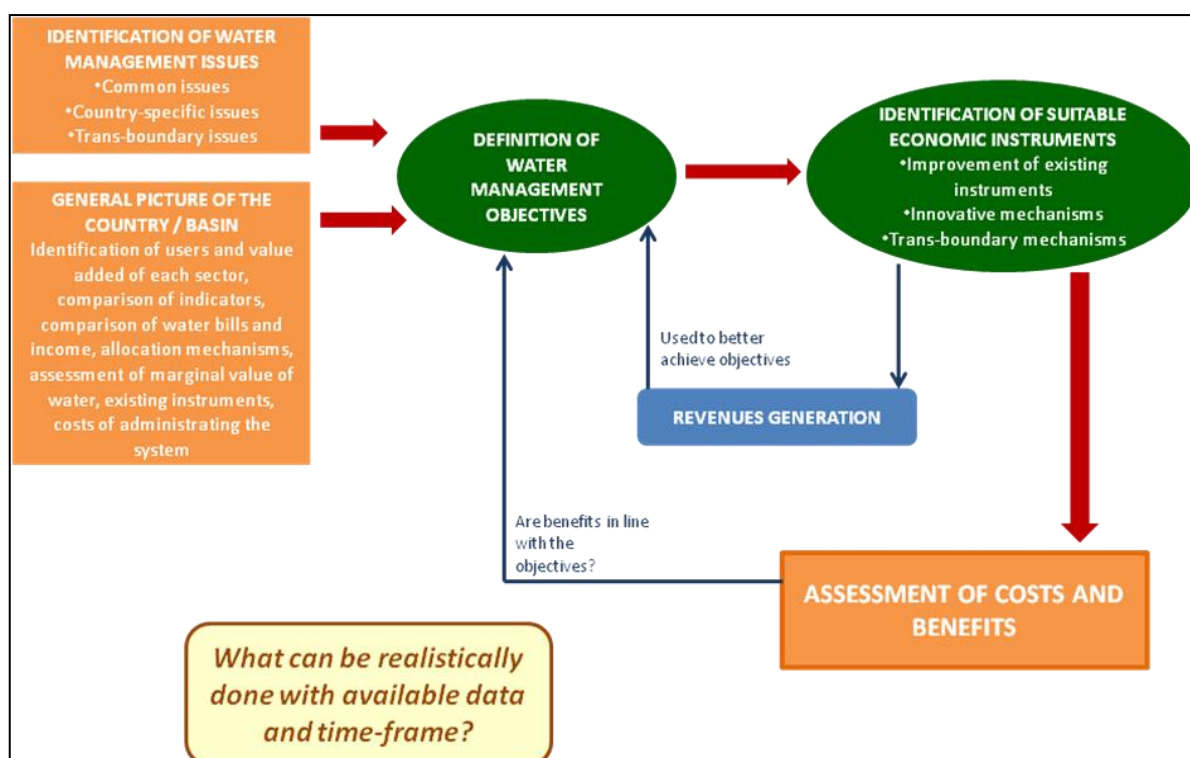 IDENTIFICATION OF WATER
MANAGEMENT ISSUES
•Common issues
•Country-specific issues
•Trans-boundary issues
GENERAL PICTURE OF THE
COUNTRY / BASIN
Identification of users and value
added of each sector,
comparison of indicators,
comparison of water bills and
income, allocation mechanisms,
assessment of marginal value of
water, existing instruments,
costs of administrating the
system
DEFINITION OF
WATER
MANAGEMENT
OBJECTIVES
IDENTIFICATION OF SUITABLE
ECONOMIC INSTRUMENTS
•Improvement of existing
instruments
•Innovative mechanisms
•Trans-boundary mechanisms
Used to better
achieve objectives
REVENUES GENERATION
Are benefits in line
with the
objectives?
ASSESSMENT OF COSTS AND
BENEFITS
What can be realistically
done with available data
and time-frame?